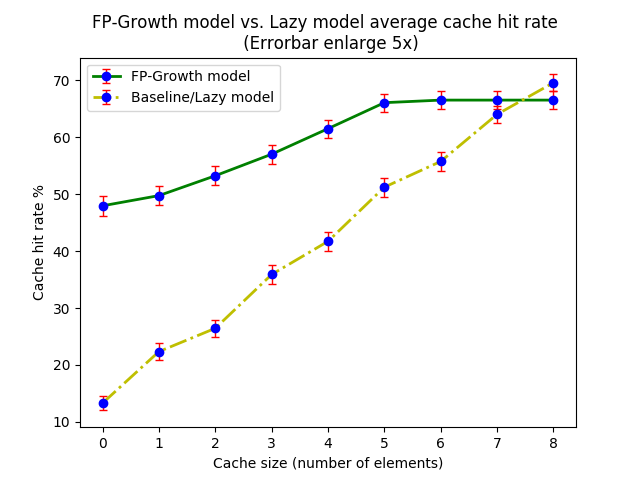 FP-Growth model vs. Lazy model average cache hit rate
(Errorbar enlarge 5x)
FP-Growth model
Baseline/Lazy model
Cache hit rate %
70
60
50
40
30
20
10
0 1 2 3 4 5 6 7 8
Cache size (number of elements)